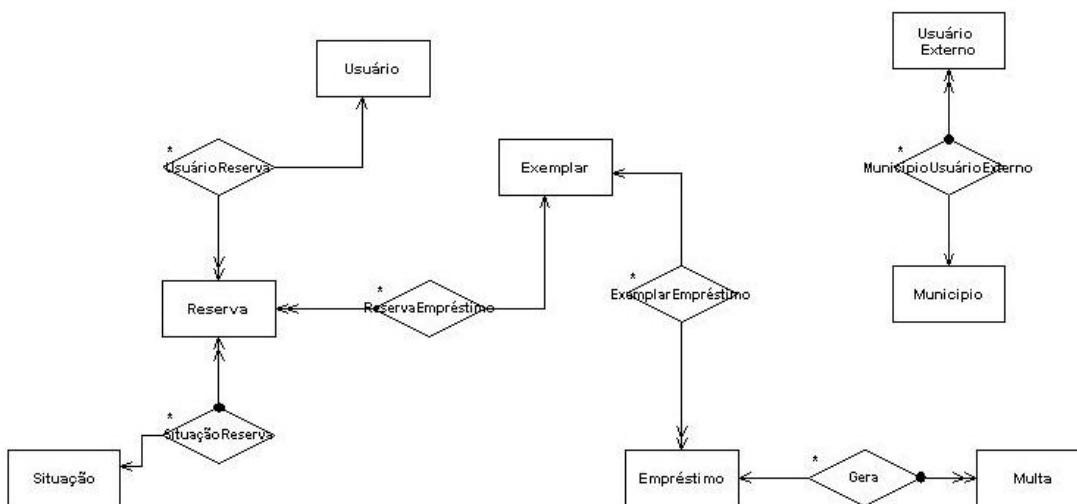 Usuário
Externo
Usuário
*
UsuárioReserva
Exemplar
*
MunicipioUsuárioExterno
*
ExemplarEmpréstimo
Municipio
*
ReservaEmpréstimo
Reserva
*
SituaçãoReserva
Situação
Empréstimo
*
Gera
Multa